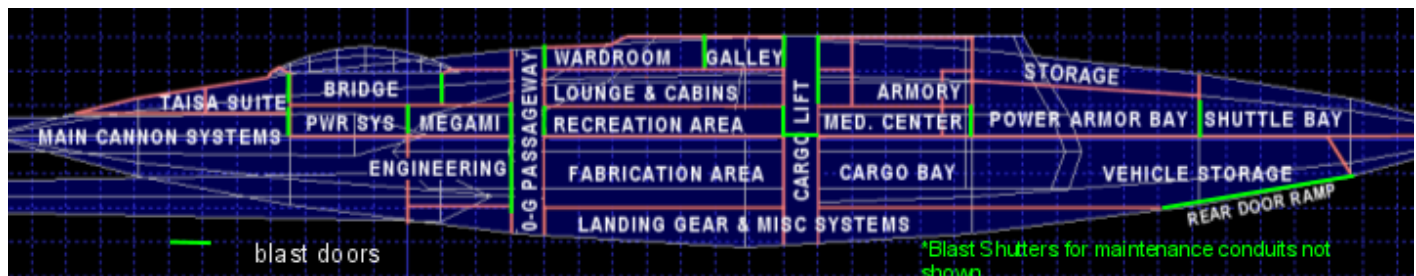 WARDROOM
GALLEY
BRIDGE
STORAGE
TAISA SUITE
LOUNGE & CABINS
ARMORY
MAIN CANNON SYSTEMS
PWR SYS
MEGAMI
0-G PASSAGEWAY
RECREATION AREA
CARGO LIFT
MED. CENTER
POWER ARMOR BAY
SHUTTLE BAY
ENGINEERING
FABRICATION AREA
CARGO BAY
VEHICLE STORAGE
REAR DOOR RAMP
LANDING GEAR & MISC SYSTEMS
blast doors
*Blast Shutters for maintenance conduits not
shown